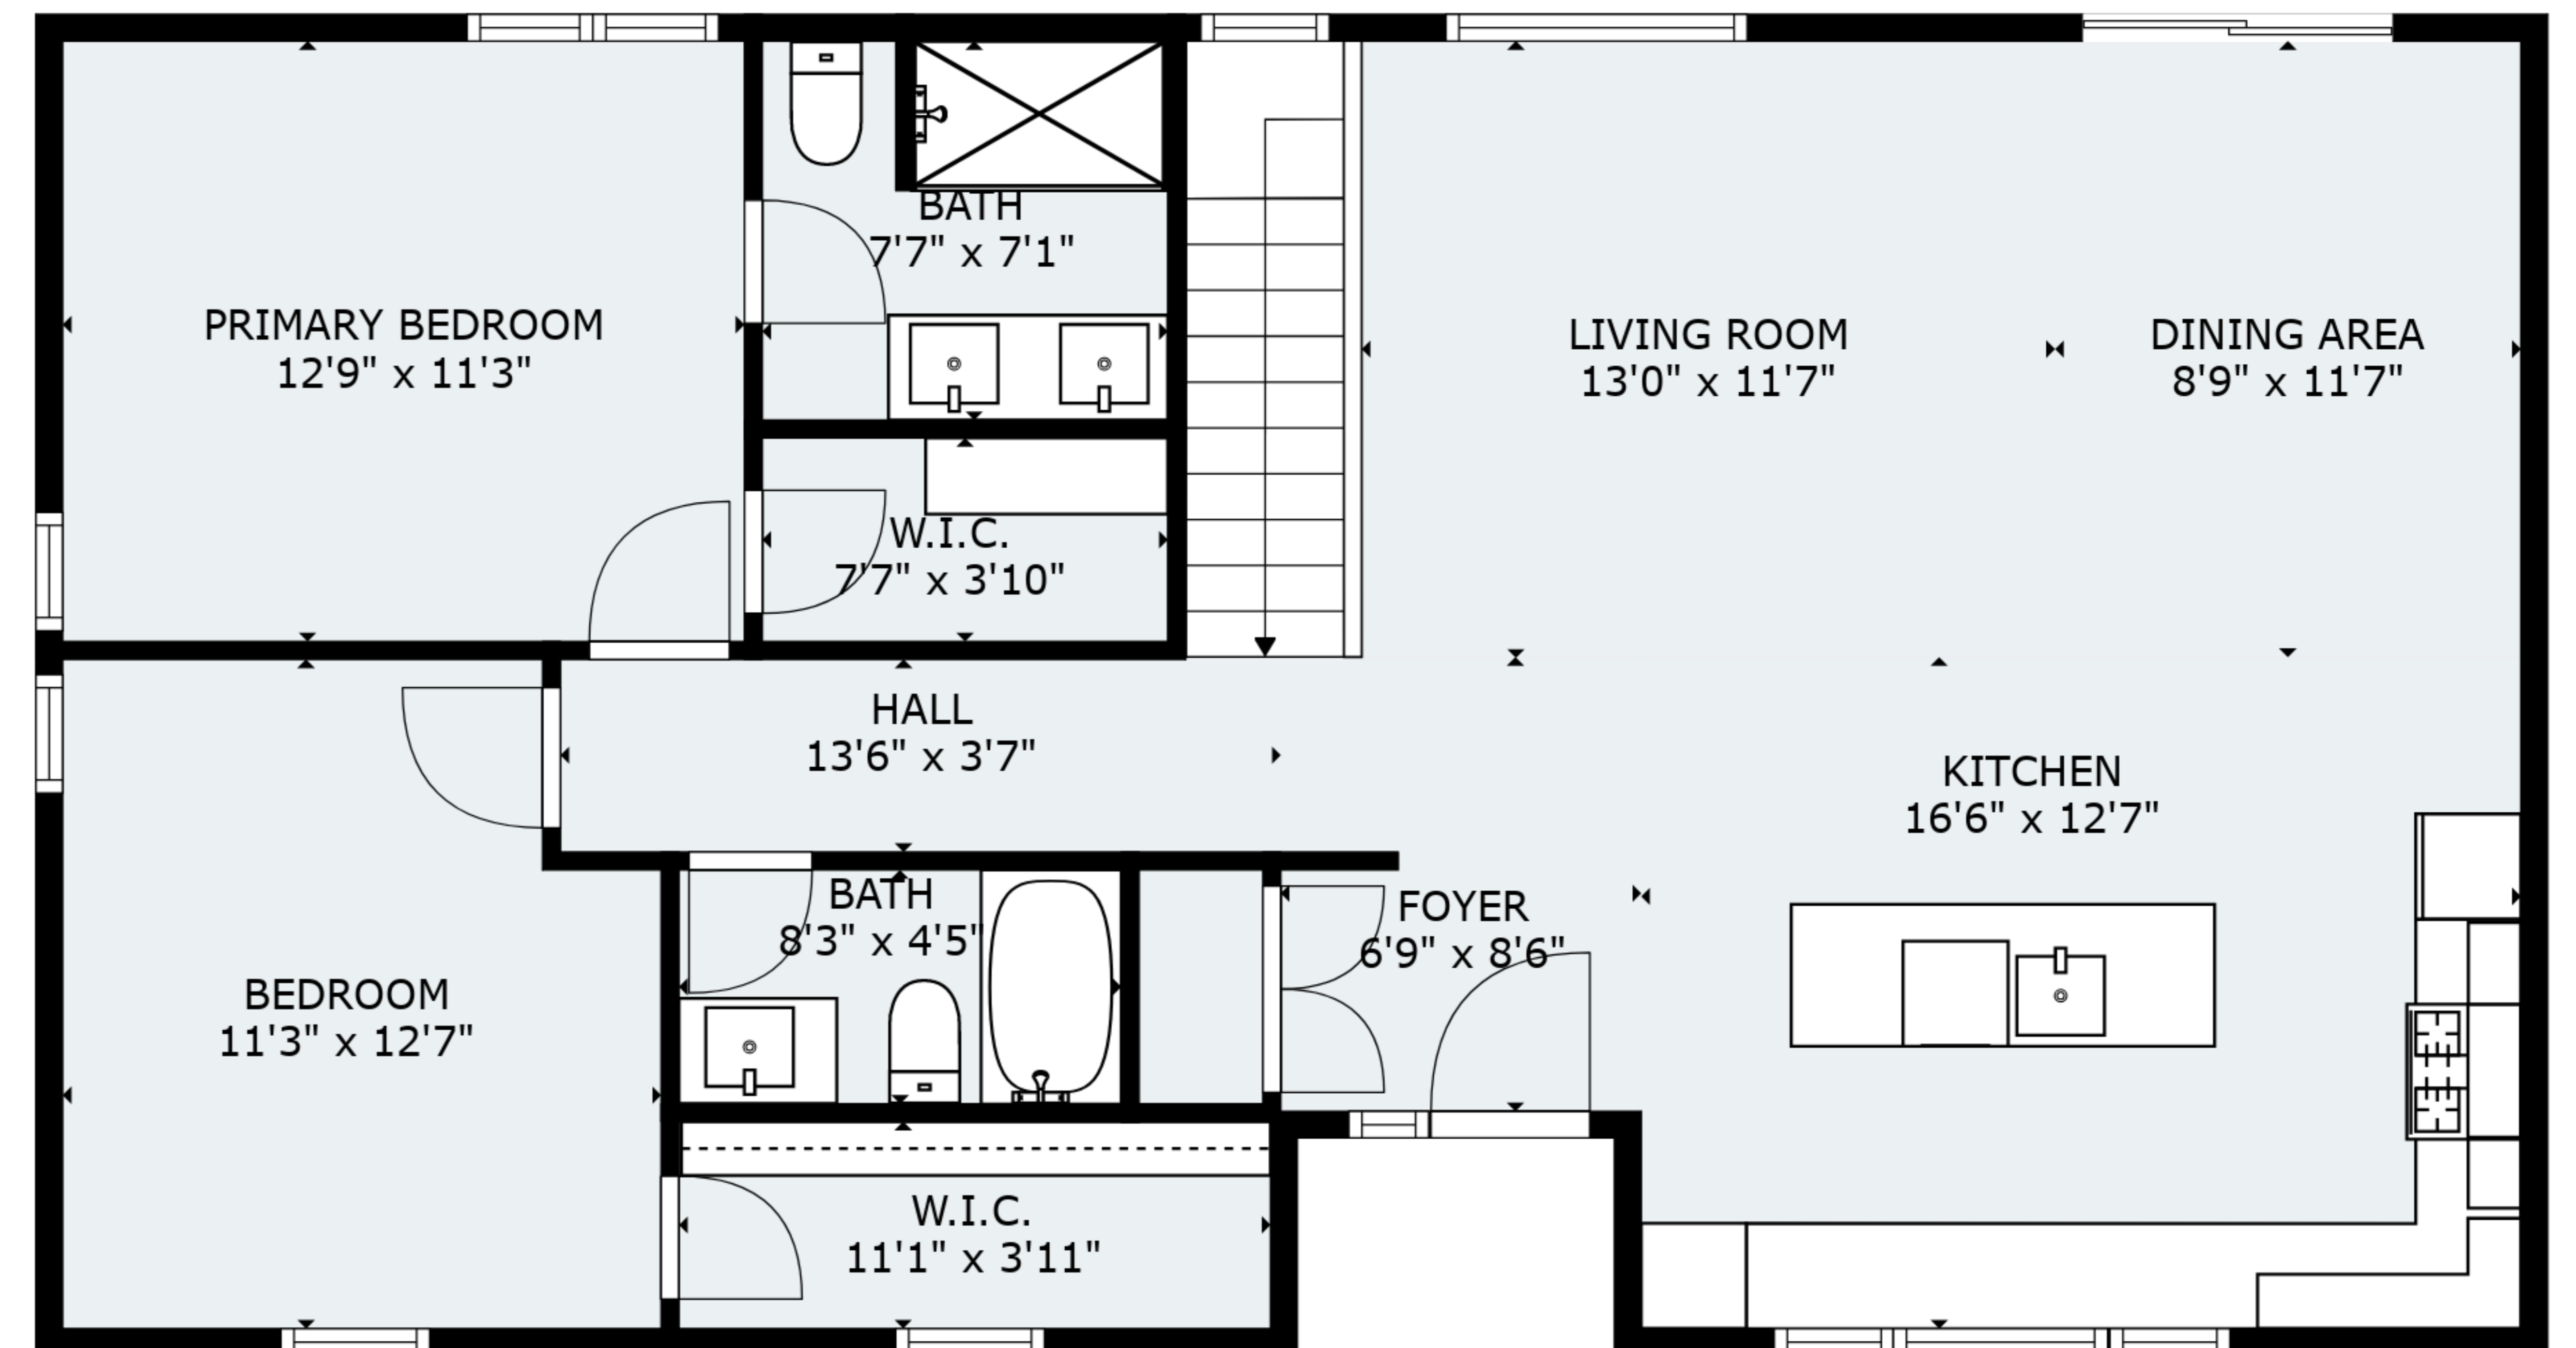 BATH
7'7" x 7'1"
PRIMARY BEDROOM
12'9" x 11'3"
LIVING ROOM
13'0" x 11'7"
DINING AREA
8'9" x 11'7"
W.I.C.
7'7" x 3'10"
HALL
13'6" x 3'7"
KITCHEN
16'6" x 12'7"
BATH
8'3" x 4'5"
FOYER
6'9" x 8'6"
BEDROOM
11'3" x 12'7"
W.I.C.
11'1" x 3'11"